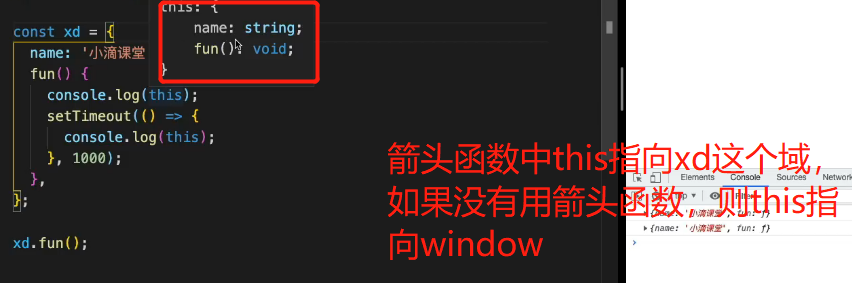 this: {
name: string;
fun(): void;
}
const xd = {
name: '小滴课堂
fun() {
console.log(this);
setTimeout(() => {
console.log(this);
}, 1000);
},
};
xd.fun();
箭头函数中this指向xd这个域，
如果没有用箭头函数，则this指
向window
Elements Console Sources Network
top Filter
{name: '小滴课堂', fun: ƒ}
{name: '小滴课堂', fun: ƒ}